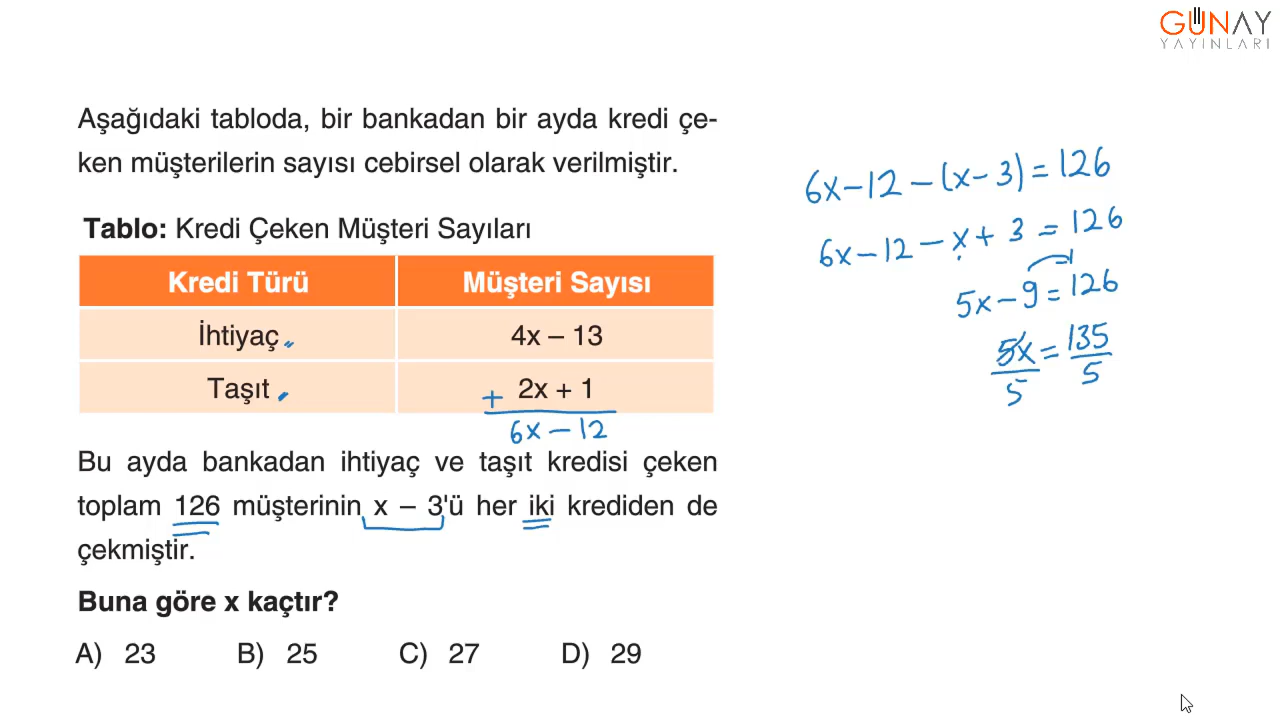 GÜNAY
YAYINLARI
Aşağıdaki tabloda, bir bankadan bir ayda kredi çe-
ken müşterilerin sayısı cebirsel olarak verilmiştir.
Tablo: Kredi Çeken Müşteri Sayıları
Kredi Türü Müşteri Sayısı
İhtiyaç 4x – 13
Taşıt 2x + 1
+
6x – 12
Bu ayda bankadan ihtiyaç ve taşıt kredisi çeken
toplam 126 müşterinin x – 3'ü her iki krediden de
çekmiştir.
Buna göre x kaçtır?
A) 23 B) 25 C) 27 D) 29
6x – 12 – (x – 3) = 126
6x – 12 – x + 3 = 126
5x – 9 = 126
5x/5 = 135/5